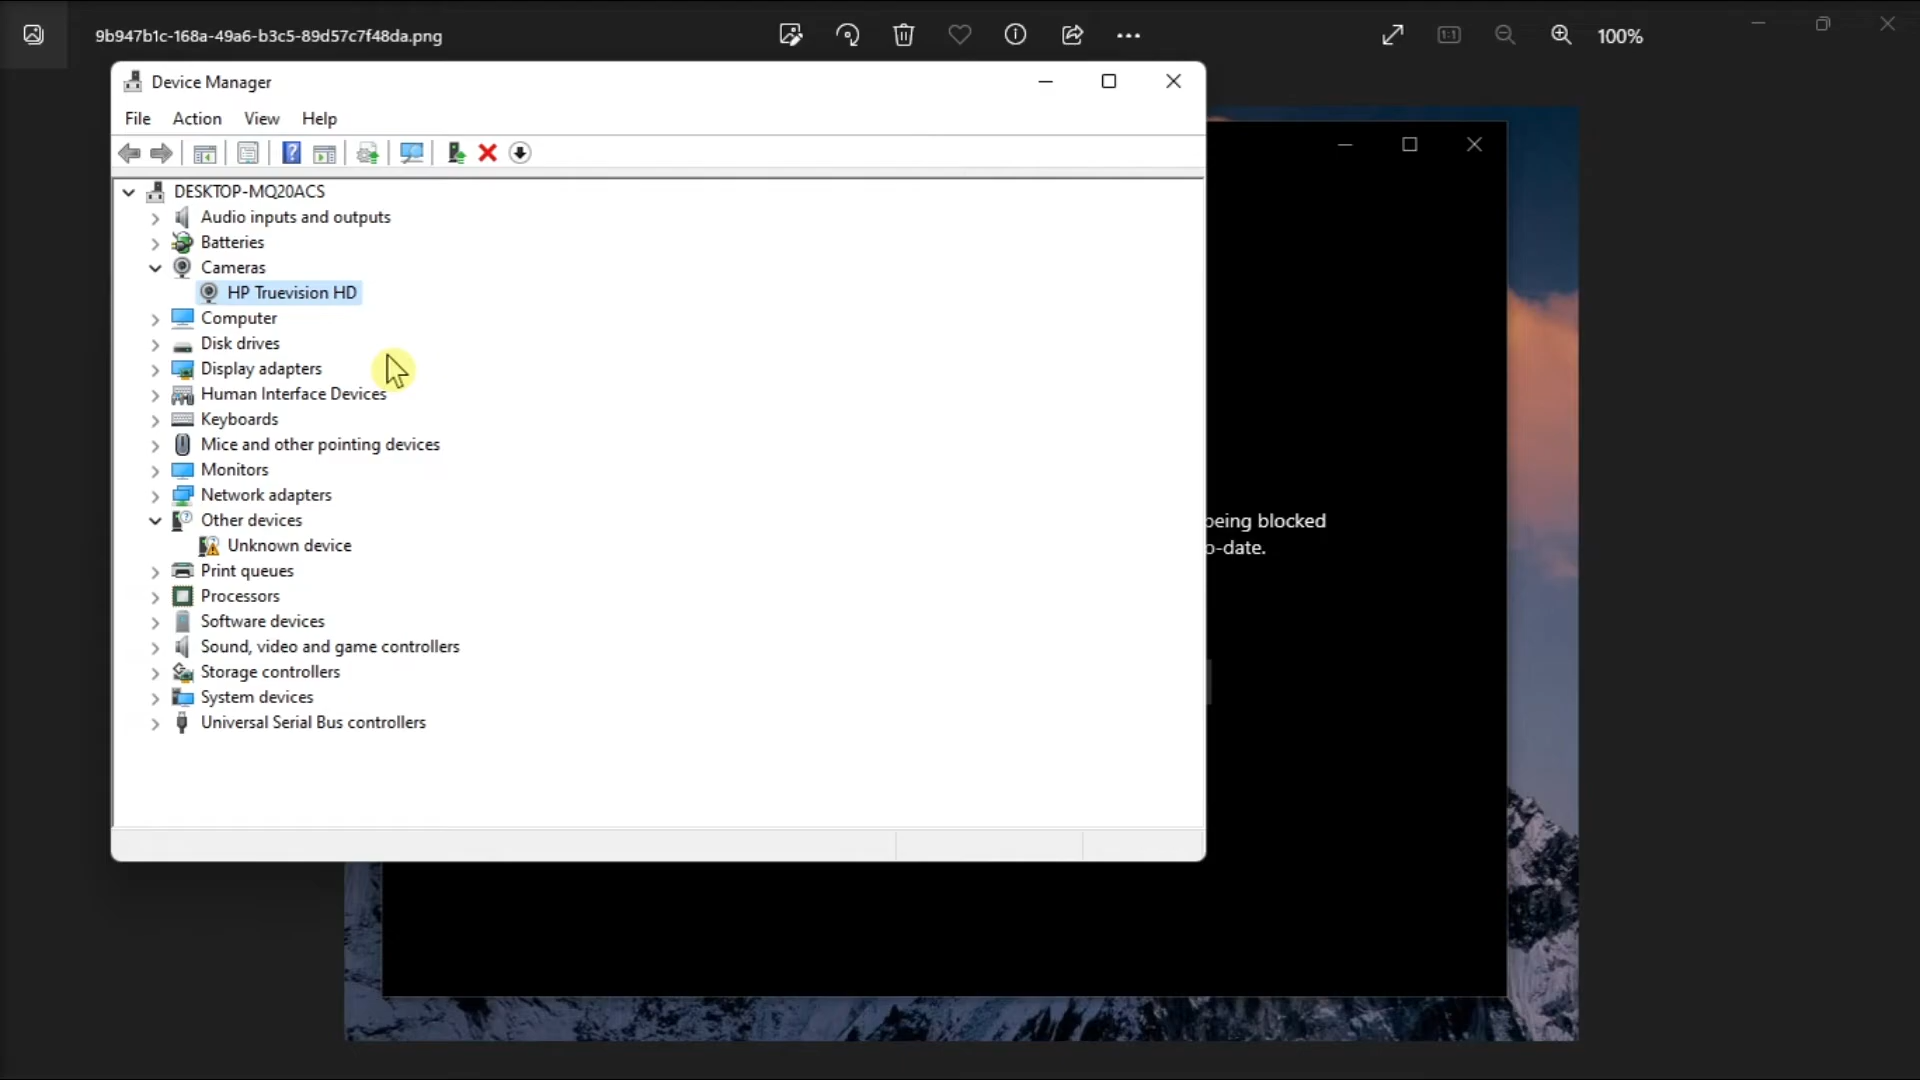 9b947b1c-168a-49a6-b3c5-89d57c7f48da.png
1:1
100%
Device Manager
File Action View Help
DESKTOP-MQ20ACS
Audio inputs and outputs
Batteries
Cameras
HP Truevision HD
Computer
Disk drives
Display adapters
Human Interface Devices
Keyboards
Mice and other pointing devices
Monitors
Network adapters
Other devices
Unknown device
Print queues
Processors
Software devices
Sound, video and game controllers
Storage controllers
System devices
Universal Serial Bus controllers
being blocked
o-date.